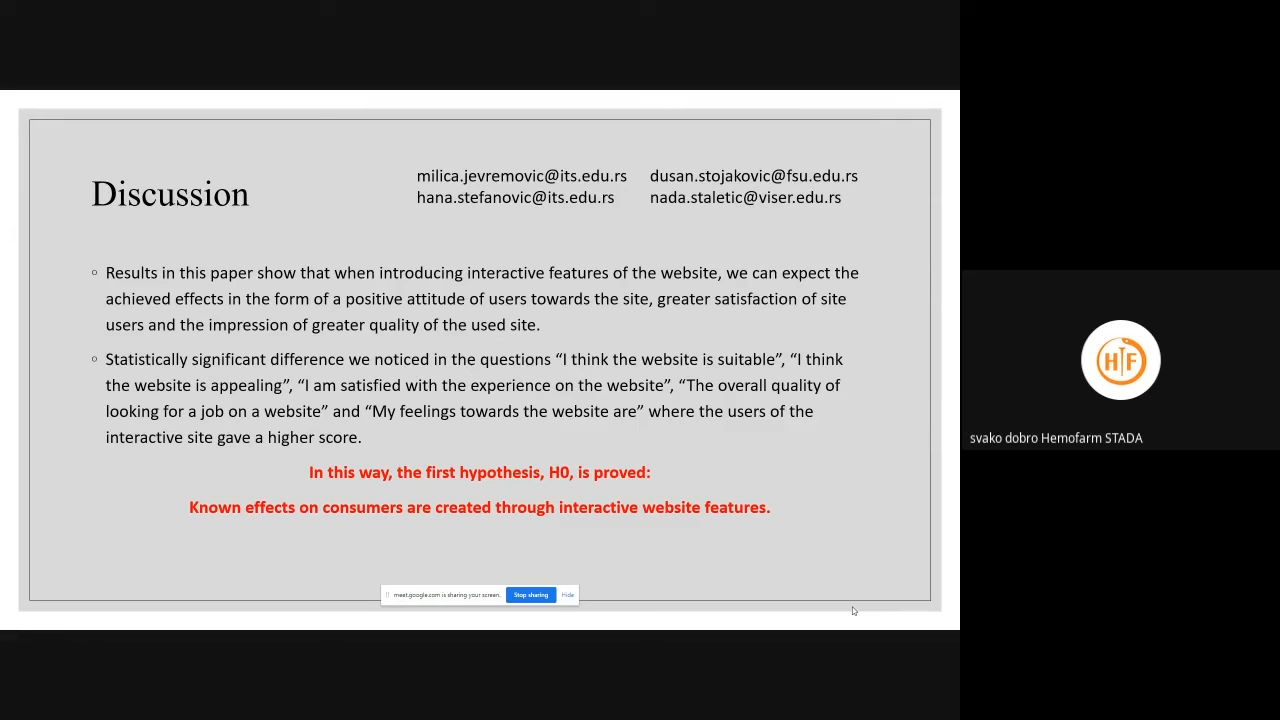 Discussion
milica.jevremovic@its.edu.rs dusan.stojakovic@fsu.edu.rs
hana.stefanovic@its.edu.rs nada.staletic@viser.edu.rs
Results in this paper show that when introducing interactive features of the website, we can expect the
achieved effects in the form of a positive attitude of users towards the site, greater satisfaction of site
users and the impression of greater quality of the used site.
Statistically significant difference we noticed in the questions “I think the website is suitable”, “I think
the website is appealing”, “I am satisfied with the experience on the website”, “The overall quality of
looking for a job on a website” and “My feelings towards the website are” where the users of the
interactive site gave a higher score.
In this way, the first hypothesis, H0, is proved:
Known effects on consumers are created through interactive website features.
meet.google.com is sharing your screen. Stop sharing Hide
HF
svako dobro Hemofarm STADA